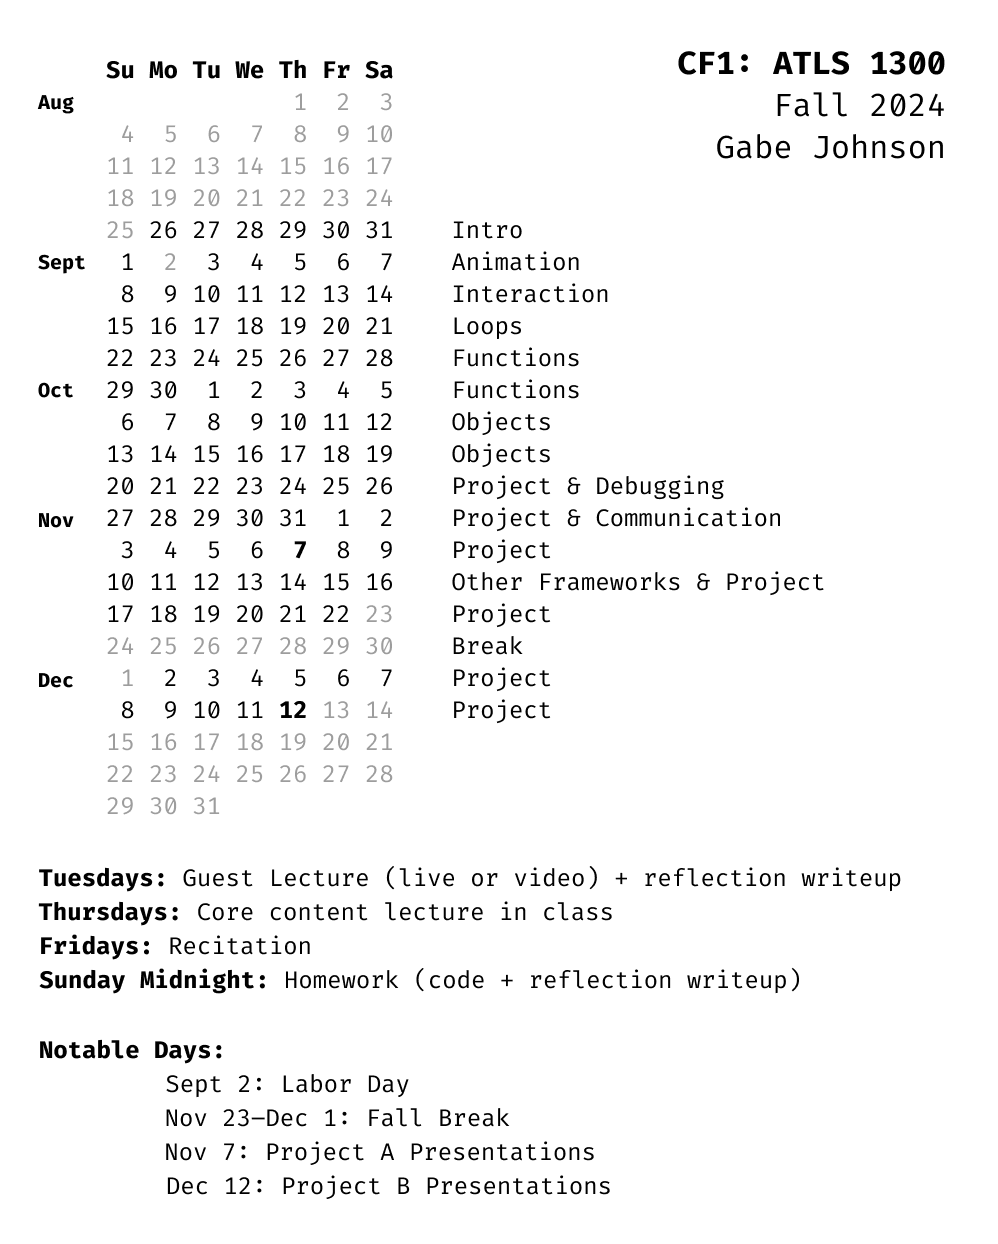 CF1: ATLS 1300
Fall 2024
Gabe Johnson
Su Mo Tu We Th Fr Sa
Aug 1 2 3
4 5 6 7 8 9 10
11 12 13 14 15 16 17
18 19 20 21 22 23 24
25 26 27 28 29 30 31 Intro
Sept 1 2 3 4 5 6 7 Animation
8 9 10 11 12 13 14 Interaction
15 16 17 18 19 20 21 Loops
22 23 24 25 26 27 28 Functions
Oct 29 30 1 2 3 4 5 Functions
6 7 8 9 10 11 12 Objects
13 14 15 16 17 18 19 Objects
20 21 22 23 24 25 26 Project & Debugging
Nov 27 28 29 30 31 1 2 Project & Communication
3 4 5 6 7 8 9 Project
10 11 12 13 14 15 16 Other Frameworks & Project
17 18 19 20 21 22 23 Project
24 25 26 27 28 29 30 Break
Dec 1 2 3 4 5 6 7 Project
8 9 10 11 12 13 14 Project
15 16 17 18 19 20 21
22 23 24 25 26 27 28
29 30 31
Tuesdays: Guest Lecture (live or video) + reflection writeup
Thursdays: Core content lecture in class
Fridays: Recitation
Sunday Midnight: Homework (code + reflection writeup)
Notable Days:
Sept 2: Labor Day
Nov 23–Dec 1: Fall Break
Nov 7: Project A Presentations
Dec 12: Project B Presentations